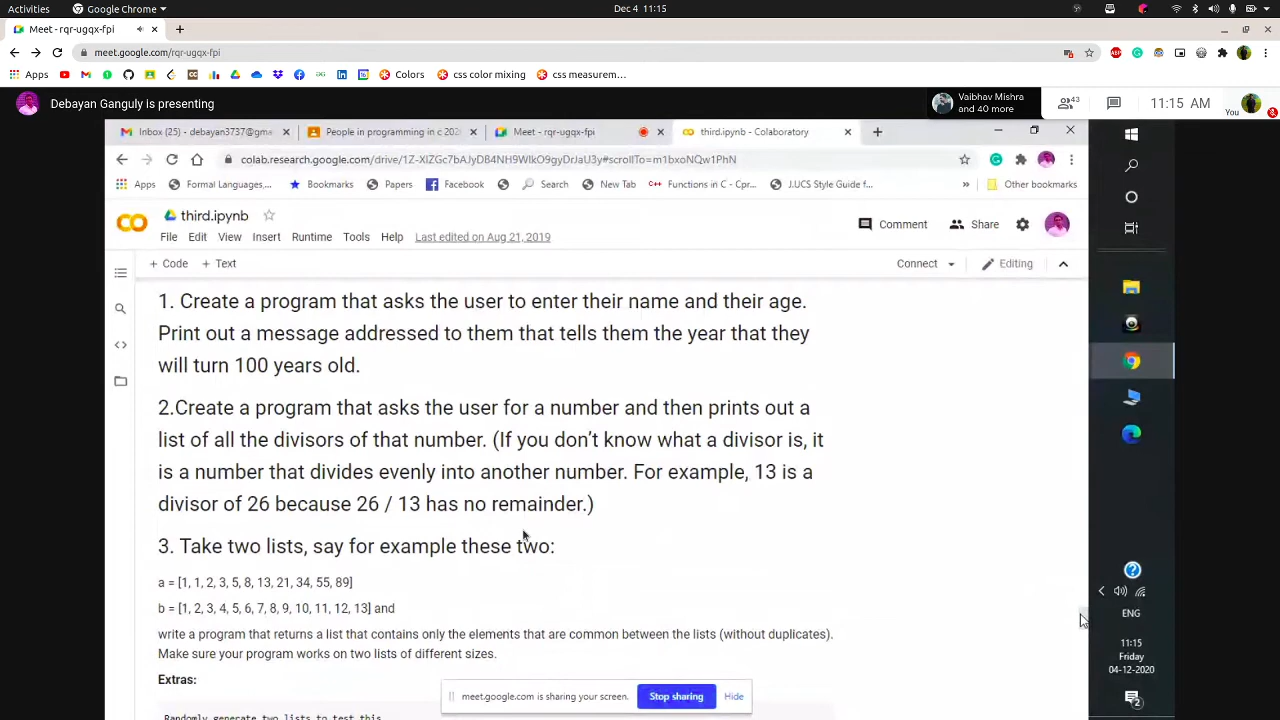 Activities
Google Chrome
Dec 4 11:15
Meet - rqr-ugqx-fpi
meet.google.com/rqr-ugqx-fpi
Apps
Colors
css color mixing
css measurem…
Debayan Ganguly is presenting
Vaibhav Mishra
and 40 more
43
11:15 AM
You
Inbox (25) - debayan3737@gma
People in programming in c 202
Meet - rqr-ugqx-fpi
third.ipynb - Colaboratory
Apps
Formal Languages,...
Bookmarks
Papers
Facebook
Search
New Tab
Functions in C - Cpr...
J.UCS Style Guide f...
Other bookmarks
third.ipynb
Comment
Share
File Edit View Insert Runtime Tools Help Last edited on Aug 21, 2019
+ Code + Text
Connect
Editing
1. Create a program that asks the user to enter their name and their age.
Print out a message addressed to them that tells them the year that they
will turn 100 years old.
2.Create a program that asks the user for a number and then prints out a
list of all the divisors of that number. (If you don’t know what a divisor is, it
is a number that divides evenly into another number. For example, 13 is a
divisor of 26 because 26 / 13 has no remainder.)
3. Take two lists, say for example these two:
a = [1, 1, 2, 3, 5, 8, 13, 21, 34, 55, 89]
b = [1, 2, 3, 4, 5, 6, 7, 8, 9, 10, 11, 12, 13] and
write a program that returns a list that contains only the elements that are common between the lists (without duplicates).
Make sure your program works on two lists of different sizes.
Extras:
Randomly generate two lists to test this
meet.google.com is sharing your screen.
Stop sharing
Hide
ENG
11:15
Friday
04-12-2020
2